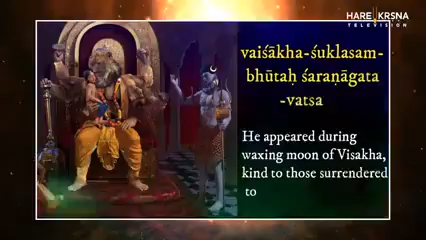 HARE KRSNA
TELEVISION
vaiśākha-śuklasam-
bhūtaḥ śaraṇāgata
-vatsa
He appeared during
waxing moon of Visakha,
kind to those surrendered
to